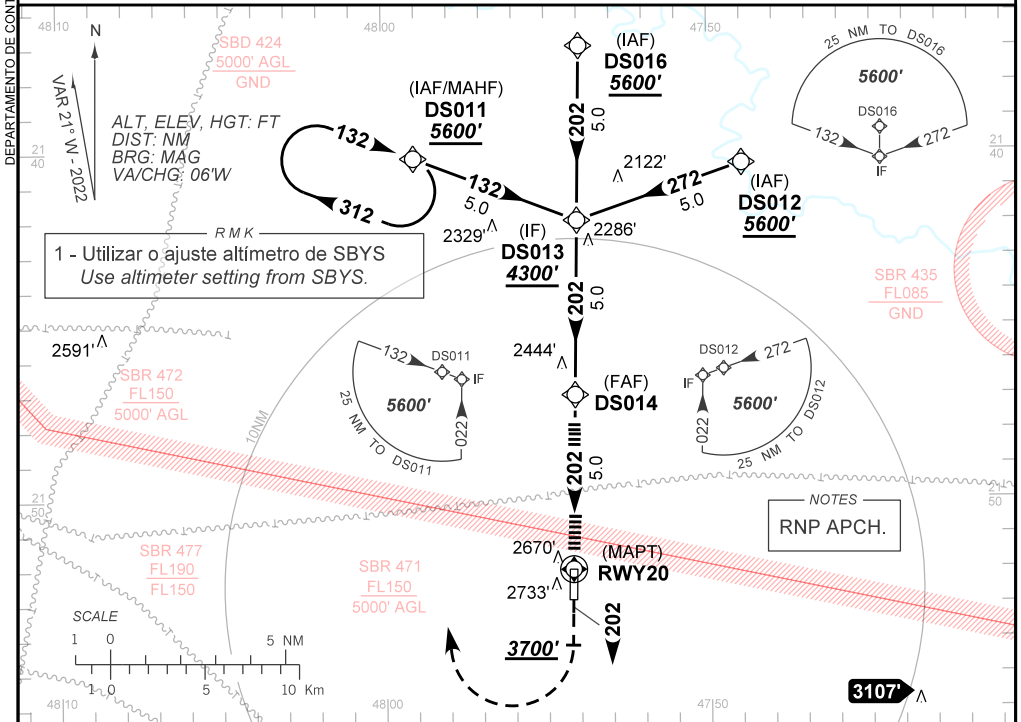 DEPARTAMENTO DE CONT
48|10
48|00
47|50
N
VAR 21° W - 2022
SBD 424
5000' AGL
GND
ALT, ELEV, HGT: FT
DIST: NM
BRG: MAG
VA/CHG: 06'W
(IAF/MAHF)
DS011
5600'
(IAF)
DS016
5600'
25 NM TO DS016
5600'
DS016
132
272
IF
21
40
21
40
132
312
202
5.0
132
5.0
2122'
272
5.0
(IAF)
DS012
5600'
2329'
(IF)
DS013
4300'
2286'
RMK
1 - Utilizar o ajuste altímetro de SBYS
Use altimeter setting from SBYS.
SBR 435
FL085
GND
202
5.0
2591'
2444'
132
DS011
IF
5600'
022
25 NM TO DS011
DS012
272
IF
5600'
022
25 NM TO DS012
SBR 472
FL150
5000' AGL
(FAF)
DS014
10NM
202
5.0
21
50
21
50
NOTES
RNP APCH.
SBR 477
FL190
FL150
SBR 471
FL150
5000' AGL
2670'
(MAPT)
RWY20
2733'
202
3700'
SCALE
1 0 5 NM
1 0 5 10 Km
3107'
48|10
48|00
47|50